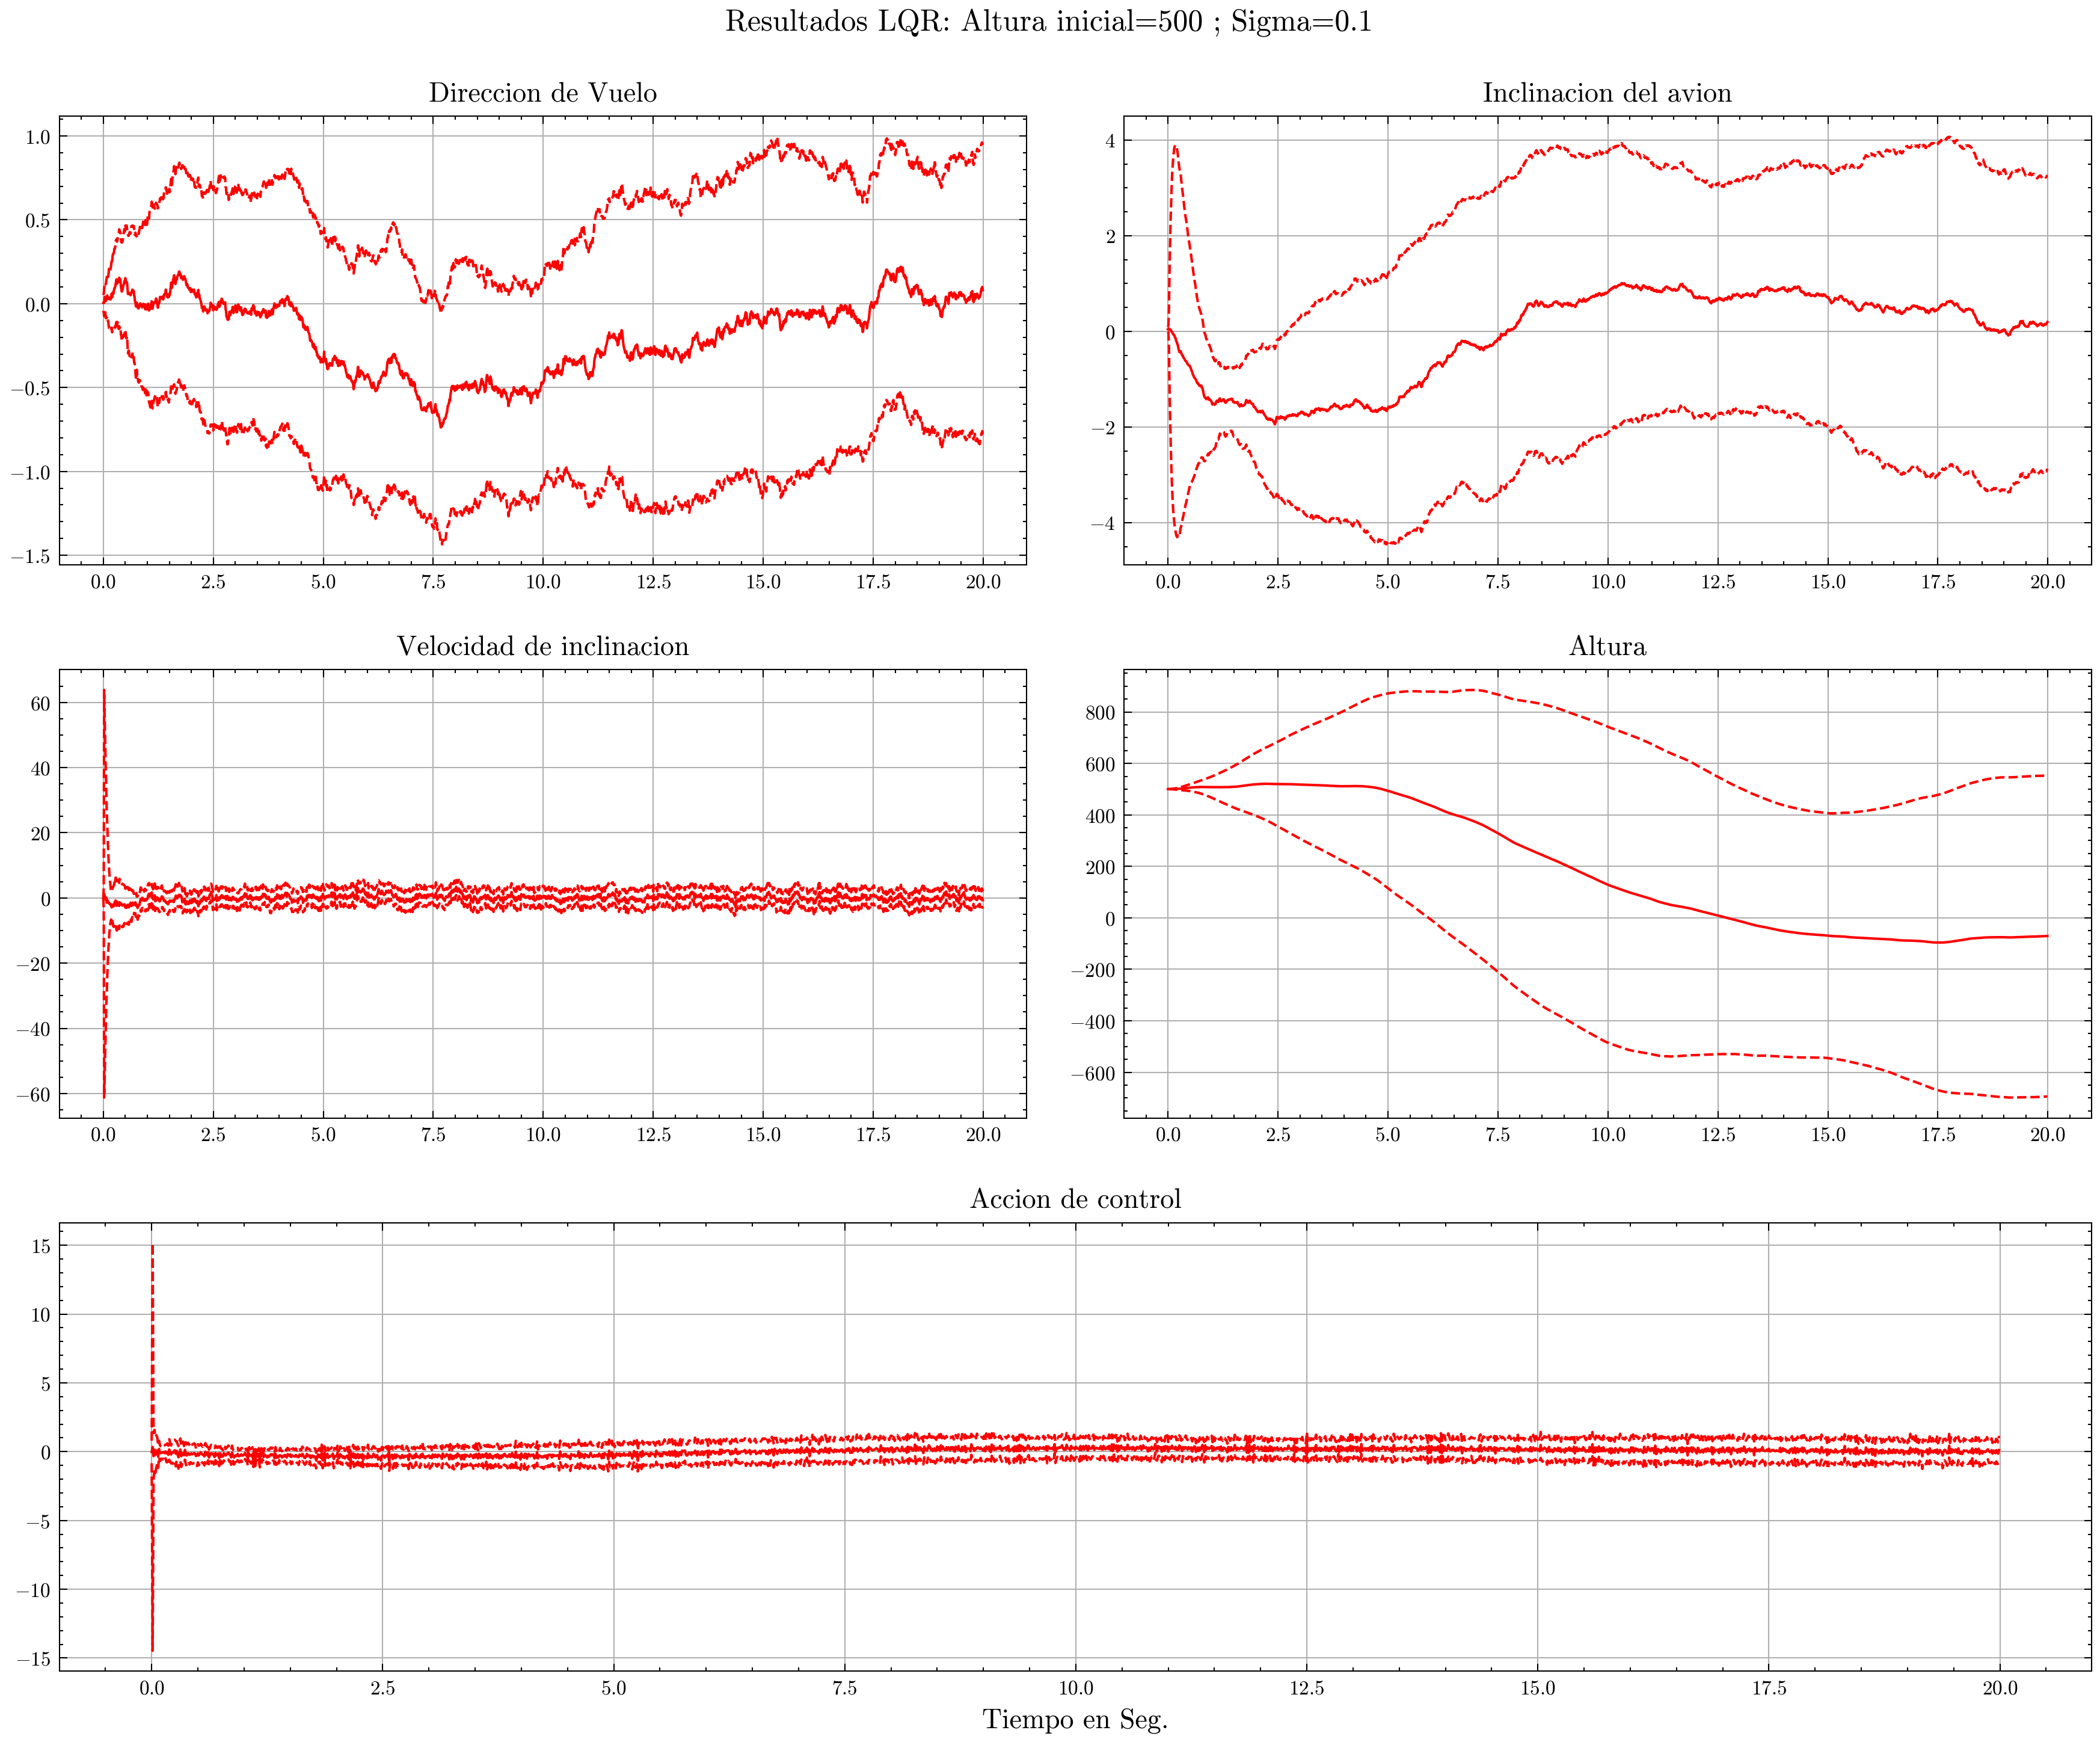 Resultados LQR: Altura inicial=500 ; Sigma=0.1
Direccion de Vuelo
1.0
0.5
0.0
−0.5
−1.0
−1.5
0.0 2.5 5.0 7.5 10.0 12.5 15.0 17.5 20.0
Inclinacion del avion
4
2
0
−2
−4
0.0 2.5 5.0 7.5 10.0 12.5 15.0 17.5 20.0
Velocidad de inclinacion
60
40
20
0
−20
−40
−60
0.0 2.5 5.0 7.5 10.0 12.5 15.0 17.5 20.0
Altura
800
600
400
200
0
−200
−400
−600
0.0 2.5 5.0 7.5 10.0 12.5 15.0 17.5 20.0
Accion de control
15
10
5
0
−5
−10
−15
0.0 2.5 5.0 7.5 10.0 12.5 15.0 17.5 20.0
Tiempo en Seg.